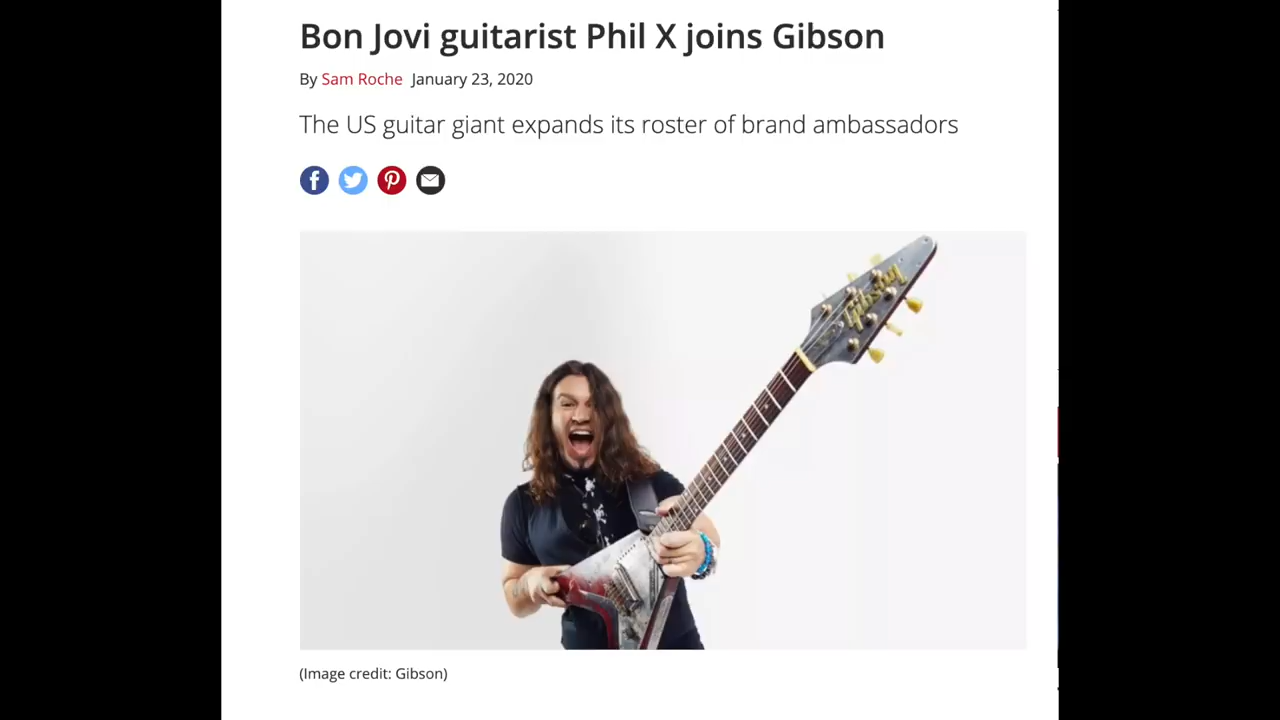 Bon Jovi guitarist Phil X joins Gibson
By Sam Roche January 23, 2020
The US guitar giant expands its roster of brand ambassadors
Gibson
(Image credit: Gibson)